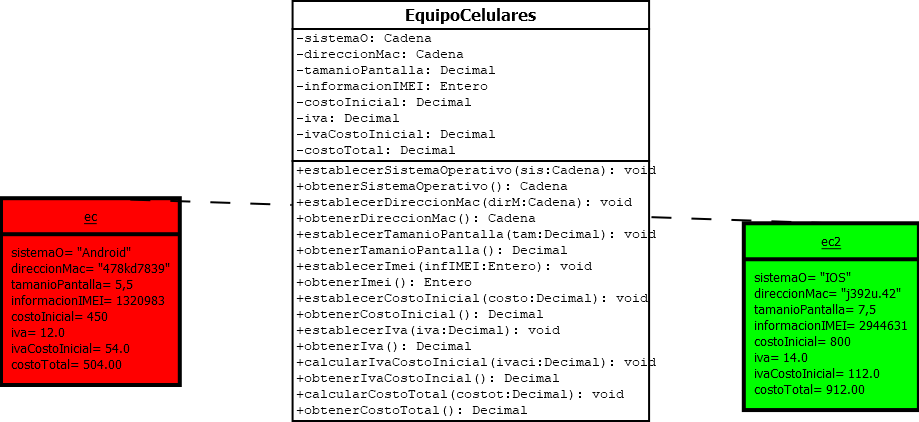 EquipoCelulares
-sistemaO: Cadena
-direccionMac: Cadena
-tamanioPantalla: Decimal
-informacionIMEI: Entero
-costoInicial: Decimal
-iva: Decimal
-ivaCostoInicial: Decimal
-costoTotal: Decimal
+establecerSistemaOperativo(sis:Cadena): void
+obtenerSistemaOperativo(): Cadena
+establecerDireccionMac(dirM:Cadena): void
+obtenerDireccionMac(): Cadena
+establecerTamanioPantalla(tam:Decimal): void
+obtenerTamanioPantalla(): Decimal
+establecerImei(infIMEI:Entero): void
+obtenerImei(): Entero
+establecerCostoInicial(costo:Decimal): void
+obtenerCostoInicial(): Decimal
+establecerIva(iva:Decimal): void
+obtenerIva(): Decimal
+calcularIvaCostoInicial(ivaci:Decimal): void
+obtenerIvaCostoIncial(): Decimal
+calcularCostoTotal(costot:Decimal): void
+obtenerCostoTotal(): Decimal
ec
sistemaO= "Android"
direccionMac= "478kd7839"
tamanioPantalla= 5,5
informacionIMEI= 1320983
costoInicial= 450
iva= 12.0
ivaCostoInicial= 54.0
costoTotal= 504.00
ec2
sistemaO= "IOS"
direccionMac= "j392u.42"
tamanioPantalla= 7,5
informacionIMEI= 2944631
costoInicial= 800
iva= 14.0
ivaCostoInicial= 112.0
costoTotal= 912.00